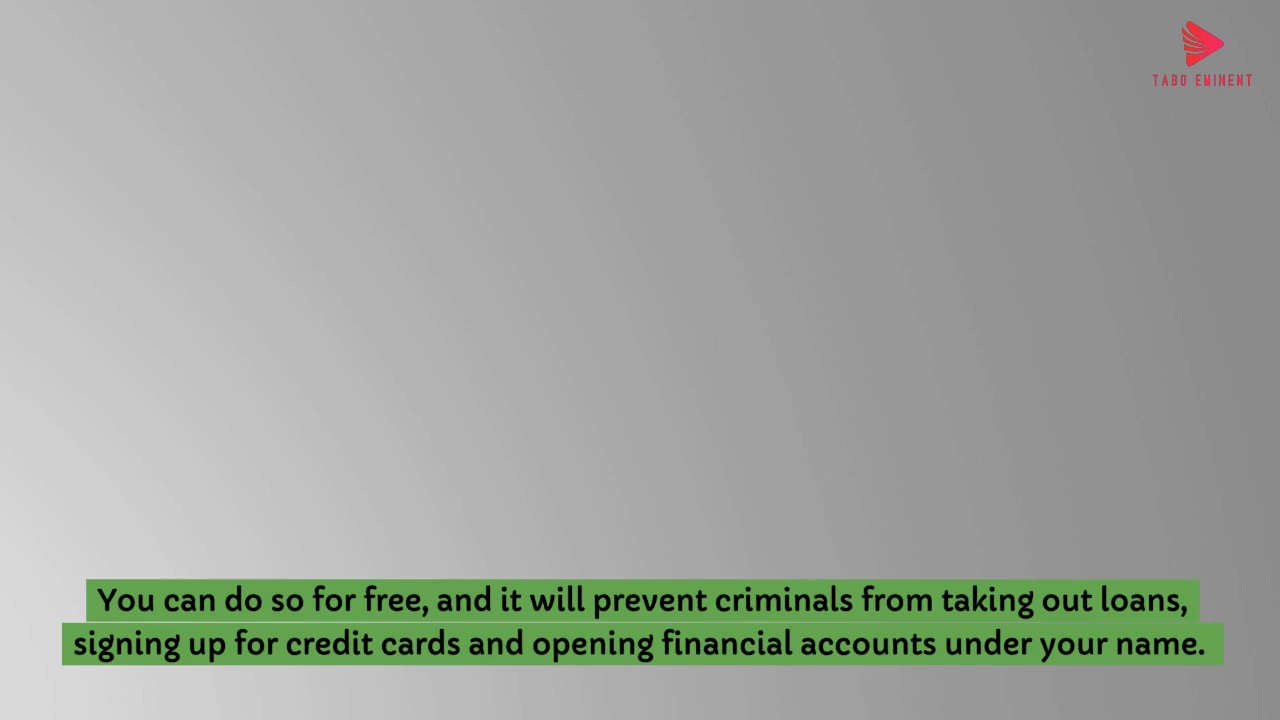 TABO EMINENT
You can do so for free, and it will prevent criminals from taking out loans,
signing up for credit cards and opening financial accounts under your name.